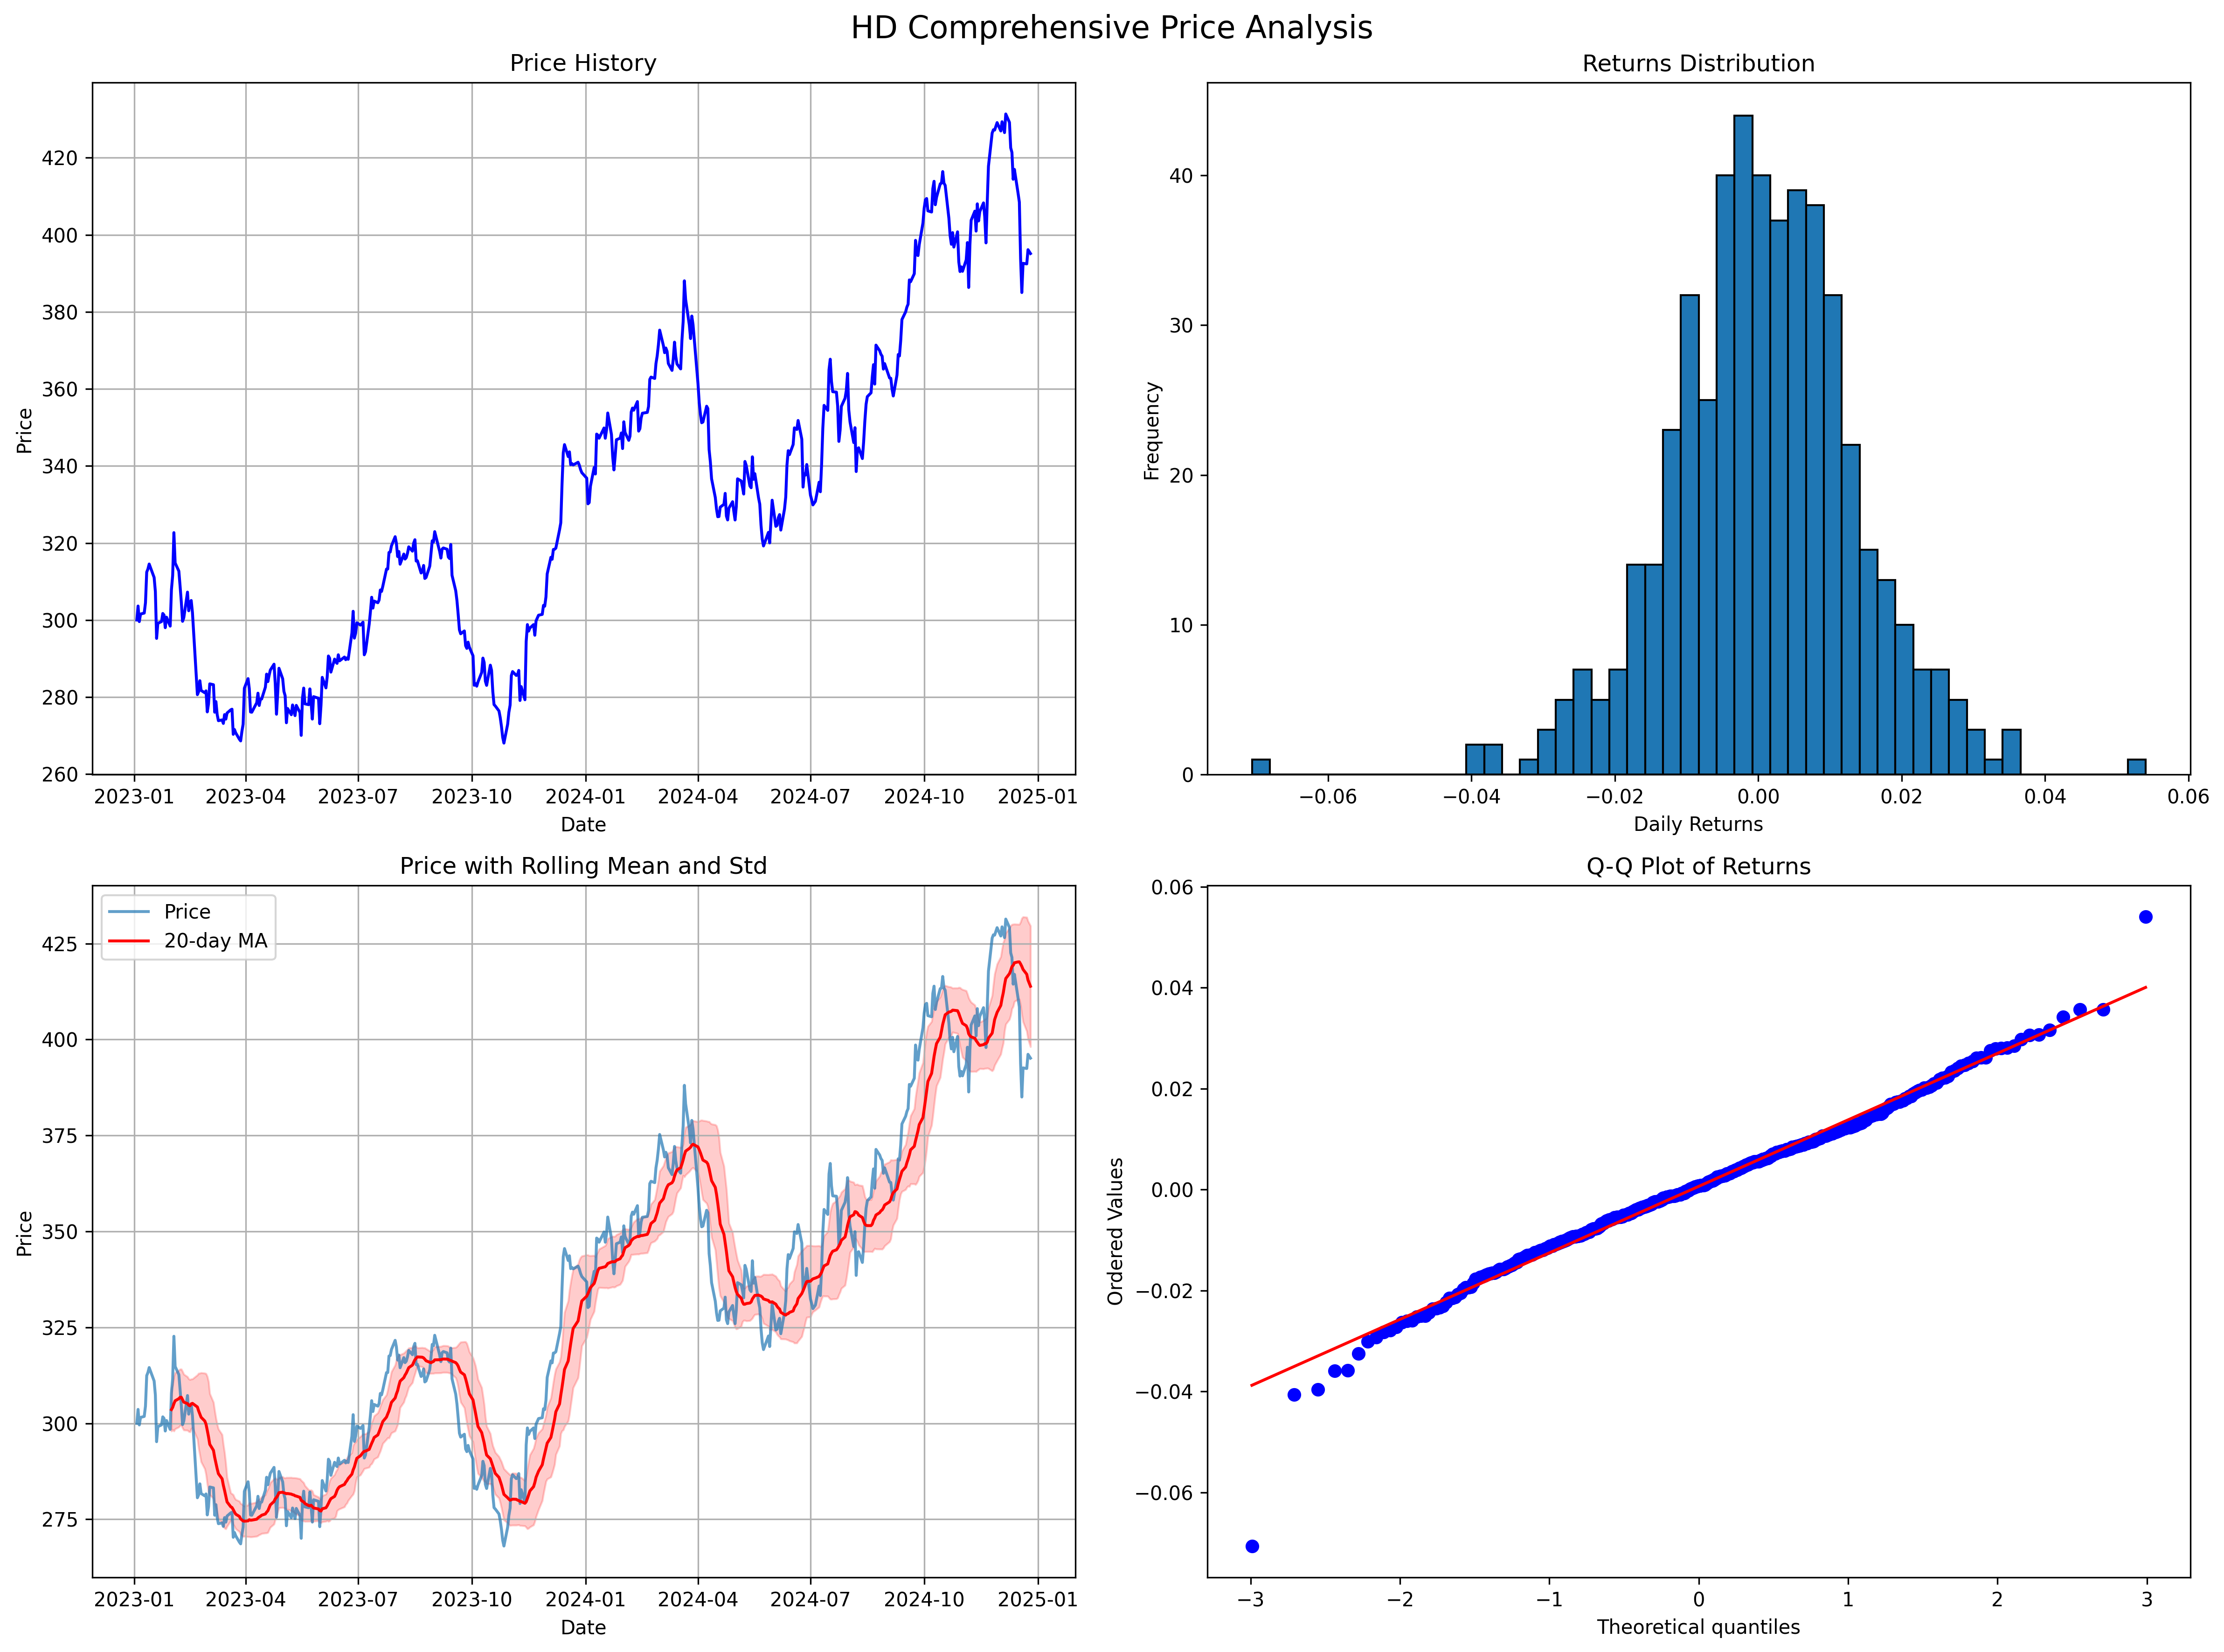 HD Comprehensive Price Analysis
Price History
Price
420
400
380
360
340
320
300
280
260
2023-01 2023-04 2023-07 2023-10 2024-01 2024-04 2024-07 2024-10 2025-01
Date
Returns Distribution
Frequency
40
30
20
10
0
−0.06 −0.04 −0.02 0.00 0.02 0.04 0.06
Daily Returns
Price with Rolling Mean and Std
Price
20-day MA
Price
425
400
375
350
325
300
275
2023-01 2023-04 2023-07 2023-10 2024-01 2024-04 2024-07 2024-10 2025-01
Date
Q-Q Plot of Returns
Ordered Values
0.06
0.04
0.02
0.00
−0.02
−0.04
−0.06
−3 −2 −1 0 1 2 3
Theoretical quantiles